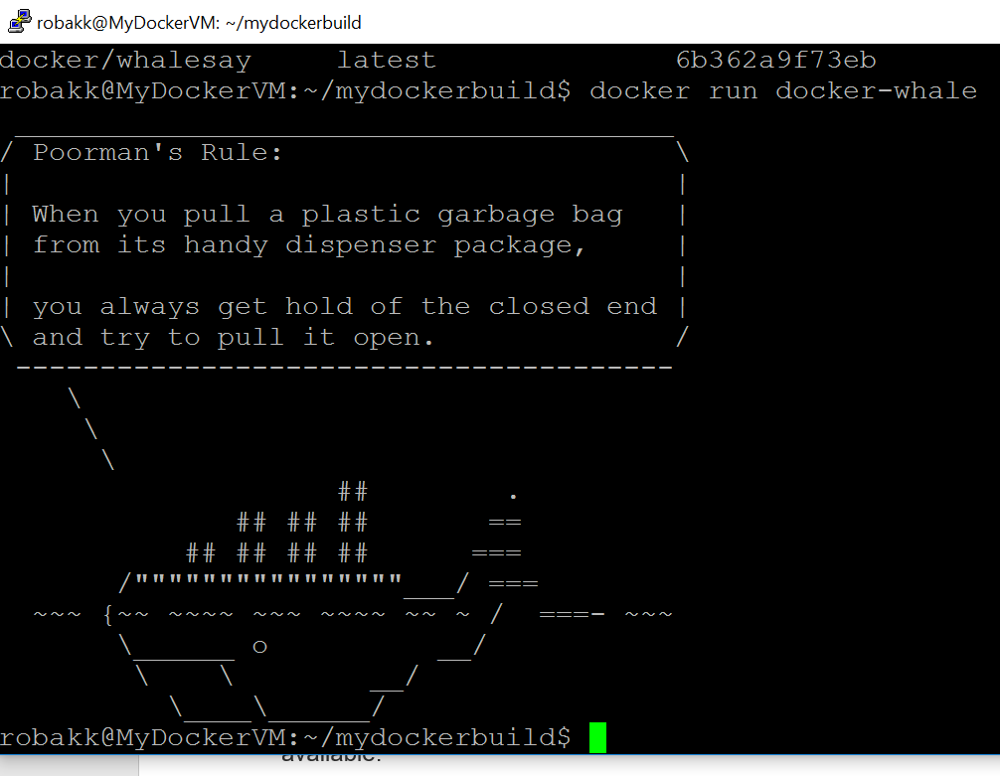 robakk@MyDockerVM: ~/mydockerbuild
docker/whalesay     latest              6b362a9f73eb
robakk@MyDockerVM:~/mydockerbuild$ docker run docker-whale
 _______________________________________
/ Poorman's Rule:                       \
|                                       |
| When you pull a plastic garbage bag   |
| from its handy dispenser package,     |
|                                       |
| you always get hold of the closed end |
\ and try to pull it open.              /
 ---------------------------------------
    \
     \
      \
                    ##        .
              ## ## ##       ==
           ## ## ## ##      ===
       /""""""""""""""""___/ ===
  ~~~ {~~ ~~~~ ~~~ ~~~~ ~~ ~ /  ===- ~~~
       \______ o          __/
        \    \        __/
          \____\______/
robakk@MyDockerVM:~/mydockerbuild$
available.